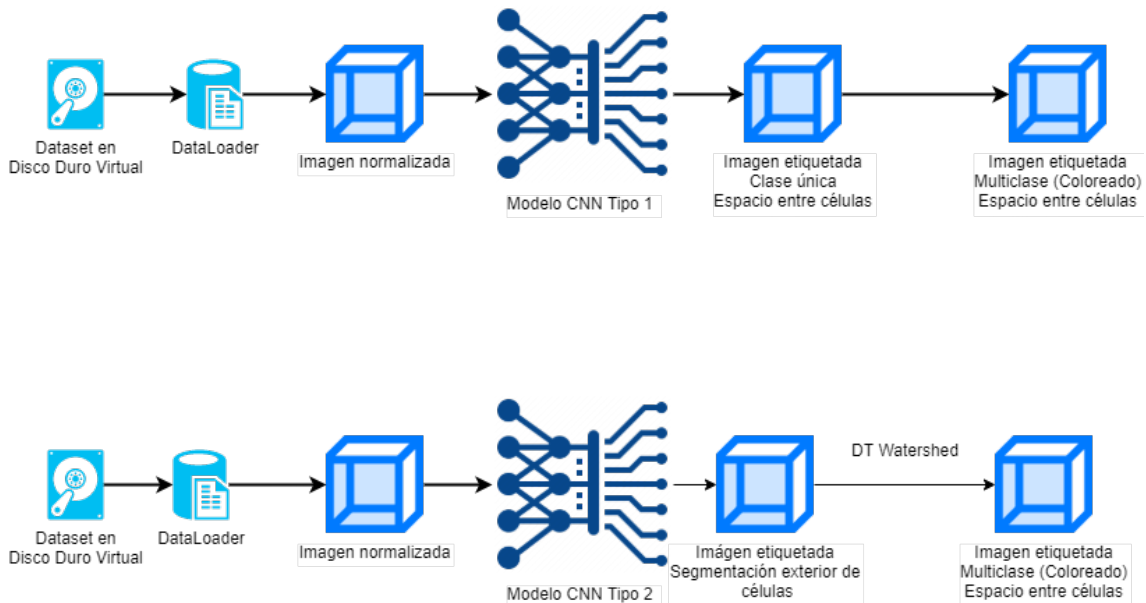 Dataset en
Disco Duro Virtual
DataLoader
Imagen normalizada
Modelo CNN Tipo 1
Imagen etiquetada
Clase única
Espacio entre células
Imagen etiquetada
Multiclase (Coloreado)
Espacio entre células
Dataset en
Disco Duro Virtual
DataLoader
Imagen normalizada
Modelo CNN Tipo 2
Imágen etiquetada
Segmentación exterior de
células
DT Watershed
Imagen etiquetada
Multiclase (Coloreado)
Espacio entre células